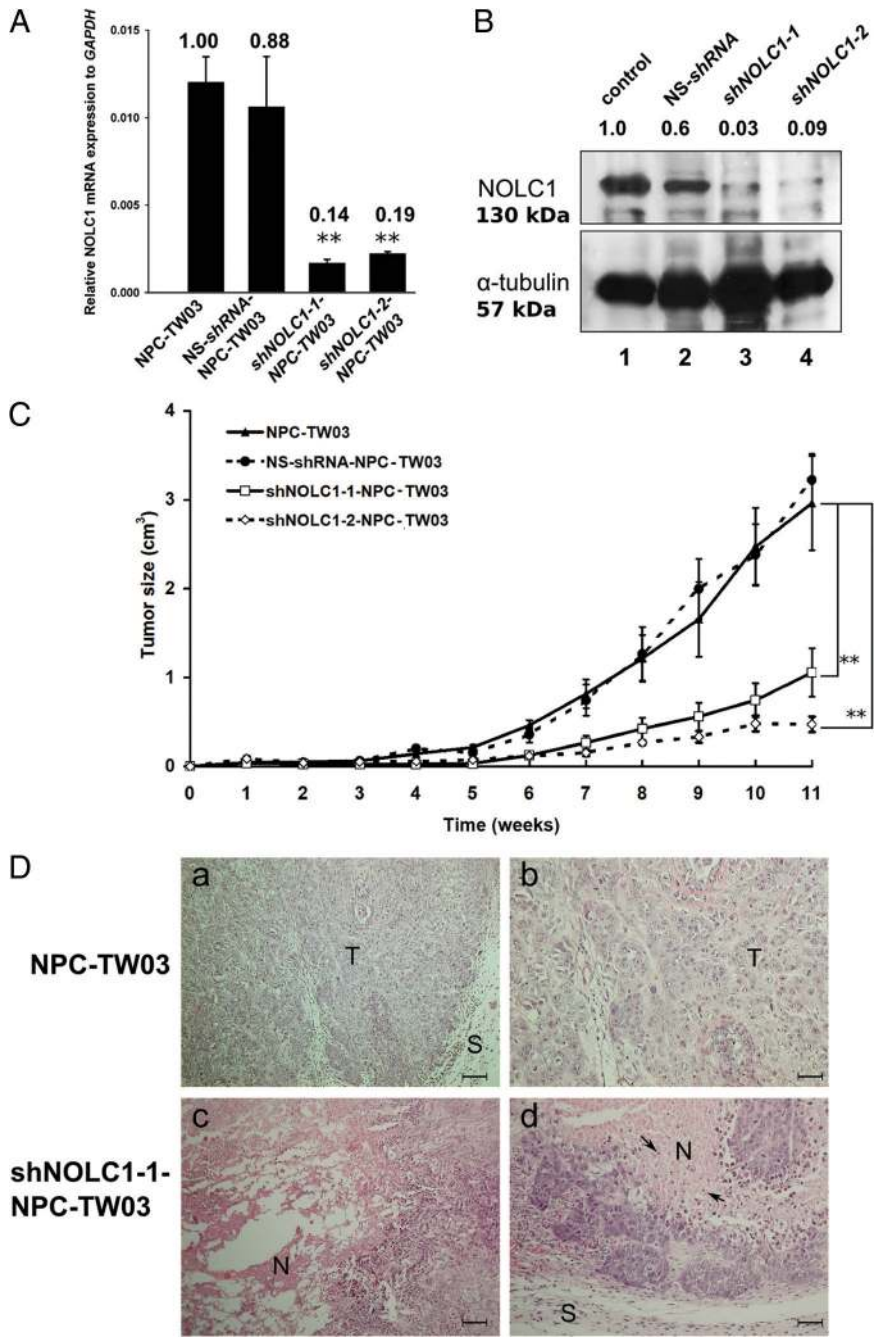 A
Relative NOLC1 mRNA expression to GAPDH
0.015
0.010
0.005
0.000
1.00
0.88
0.14
**
0.19
**
NPC-TW03
NS-shRNA-
NPC-TW03
shNOLC1-1-
NPC-TW03
shNOLC1-2-
NPC-TW03
B
control
NS-shRNA
shNOLC1-1
shNOLC1-2
1.0 0.6 0.03 0.09
NOLC1
130 kDa
α-tubulin
57 kDa
1 2 3 4
C
Tumor size (cm³)
4
3
2
1
0
NPC-TW03
NS-shRNA-NPC-TW03
shNOLC1-1-NPC-TW03
shNOLC1-2-NPC-TW03
**
**
0 1 2 3 4 5 6 7 8 9 10 11
Time (weeks)
D
NPC-TW03
a
T
S
b
T
shNOLC1-1-
NPC-TW03
c
N
d
N
S